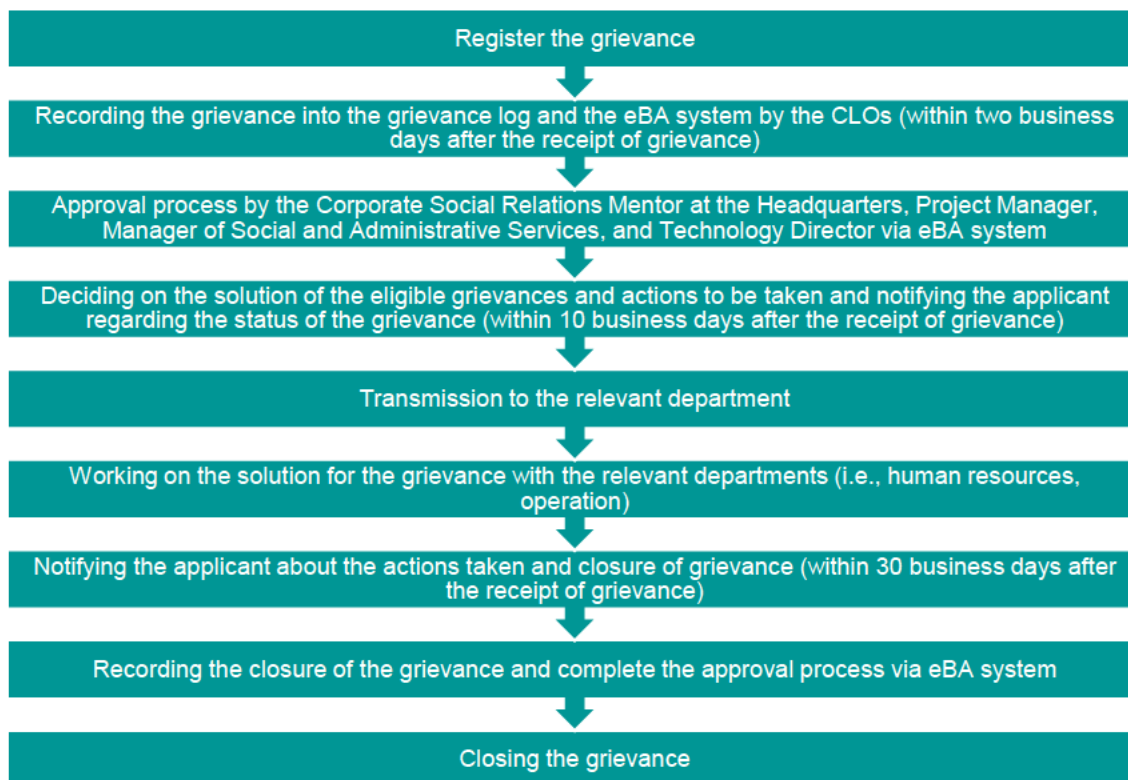 Register the grievance
Recording the grievance into the grievance log and the eBA system by the CLOs (within two business
days after the receipt of grievance)
Approval process by the Corporate Social Relations Mentor at the Headquarters, Project Manager,
Manager of Social and Administrative Services, and Technology Director via eBA system
Deciding on the solution of the eligible grievances and actions to be taken and notifying the applicant
regarding the status of the grievance (within 10 business days after the receipt of grievance)
Transmission to the relevant department
Working on the solution for the grievance with the relevant departments (i.e., human resources,
operation)
Notifying the applicant about the actions taken and closure of grievance (within 30 business days after
the receipt of grievance)
Recording the closure of the grievance and complete the approval process via eBA system
Closing the grievance